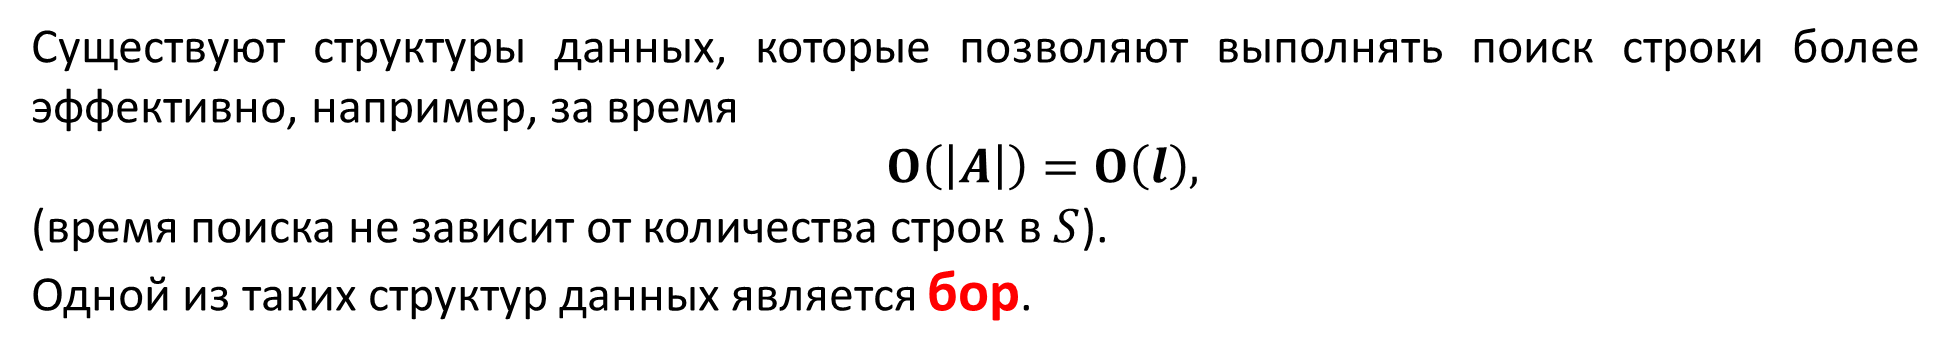 Существуют структуры данных, которые позволяют выполнять поиск строки более
эффективно, например, за время
O(|A|) = O(l),
(время поиска не зависит от количества строк в S).
Одной из таких структур данных является бор.